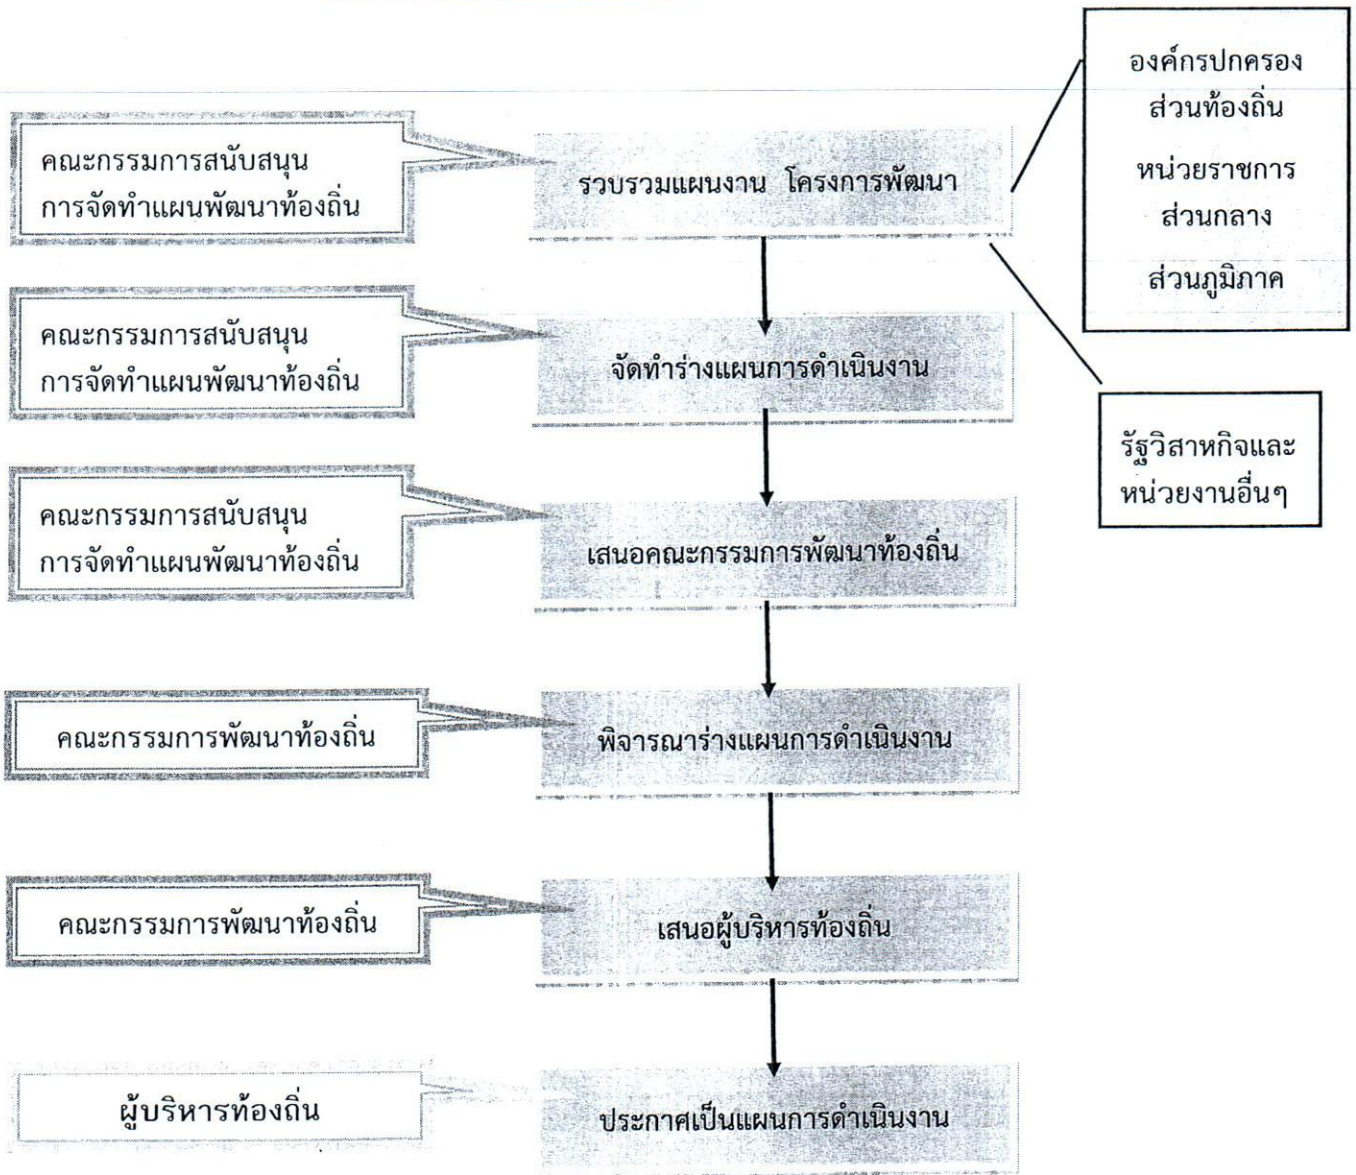 องค์กรปกครอง
ส่วนท้องถิ่น
หน่วยราชการ
ส่วนกลาง
ส่วนภูมิภาค
คณะกรรมการสนับสนุน
การจัดทำแผนพัฒนาท้องถิ่น
รวบรวมแผนงาน โครงการพัฒนา
คณะกรรมการสนับสนุน
การจัดทำแผนพัฒนาท้องถิ่น
จัดทำร่างแผนการดำเนินงาน
รัฐวิสาหกิจและ
หน่วยงานอื่นๆ
คณะกรรมการสนับสนุน
การจัดทำแผนพัฒนาท้องถิ่น
เสนอคณะกรรมการพัฒนาท้องถิ่น
คณะกรรมการพัฒนาท้องถิ่น
พิจารณาร่างแผนการดำเนินงาน
คณะกรรมการพัฒนาท้องถิ่น
เสนอผู้บริหารท้องถิ่น
ผู้บริหารท้องถิ่น
ประกาศเป็นแผนการดำเนินงาน